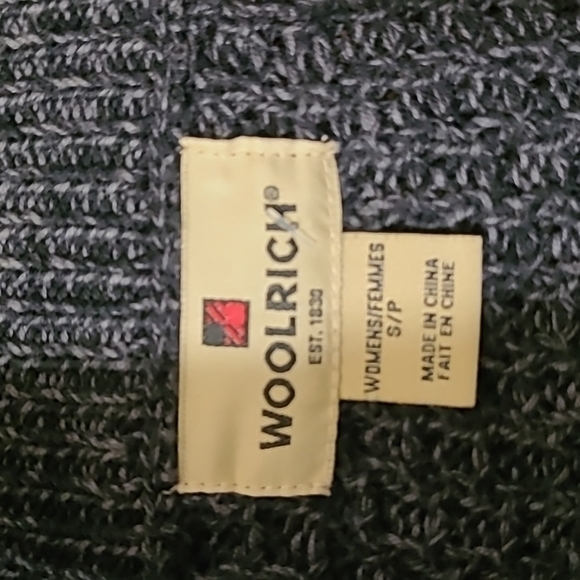 WOOLRICH®
EST. 1830
WOMENS/FEMMES
S/P
MADE IN CHINA
FAIT EN CHINE